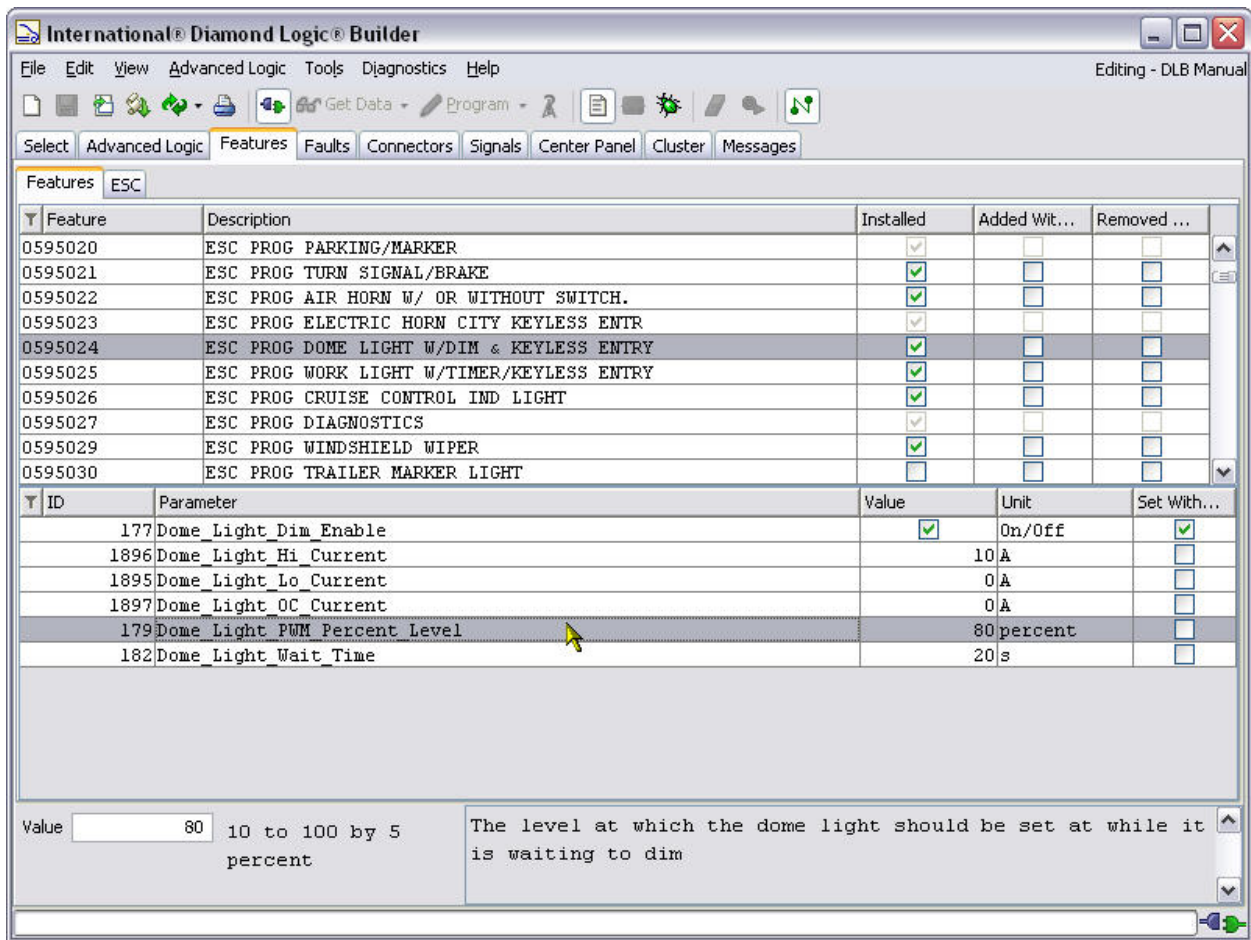 International® Diamond Logic® Builder
File Edit View Advanced Logic Tools Diagnostics Help Editing - DLB Manual
Get Data Program
Select Advanced Logic Features Faults Connectors Signals Center Panel Cluster Messages
Features ESC
Feature Description Installed Added Wit... Removed ...
0595020 ESC PROG PARKING/MARKER
0595021 ESC PROG TURN SIGNAL/BRAKE
0595022 ESC PROG AIR HORN W/ OR WITHOUT SWITCH.
0595023 ESC PROG ELECTRIC HORN CITY KEYLESS ENTR
0595024 ESC PROG DOME LIGHT W/DIM & KEYLESS ENTRY
0595025 ESC PROG WORK LIGHT W/TIMER/KEYLESS ENTRY
0595026 ESC PROG CRUISE CONTROL IND LIGHT
0595027 ESC PROG DIAGNOSTICS
0595029 ESC PROG WINDSHIELD WIPER
0595030 ESC PROG TRAILER MARKER LIGHT
ID Parameter Value Unit Set With...
177 Dome_Light_Dim_Enable On/Off
1896 Dome_Light_Hi_Current 10 A
1895 Dome_Light_Lo_Current 0 A
1897 Dome_Light_OC_Current 0 A
179 Dome_Light_PWM_Percent_Level 80 percent
182 Dome_Light_Wait_Time 20 s
Value 80 10 to 100 by 5
percent
The level at which the dome light should be set at while it
is waiting to dim